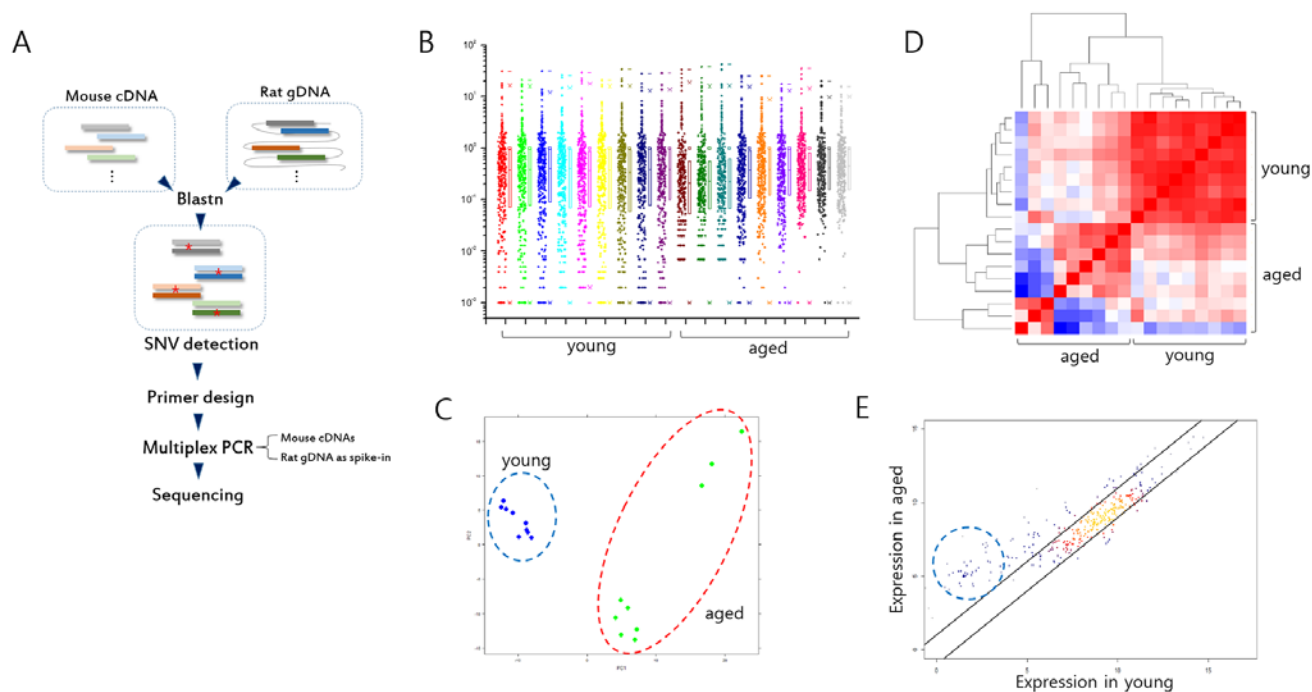 A
Mouse cDNA
Rat gDNA
Blastn
SNV detection
Primer design
Multiplex PCR
Mouse cDNAs
Rat gDNA as spike-in
Sequencing
B
young
aged
C
young
aged
PC1
D
young
aged
aged
young
E
Expression in aged
0
5
10
15
Expression in young